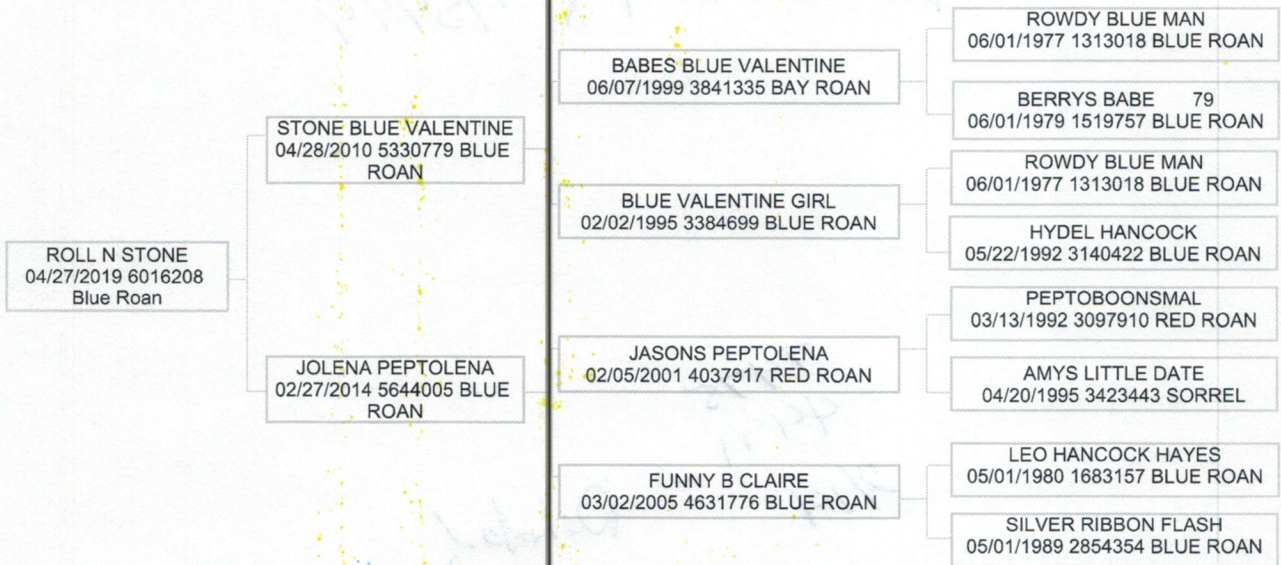 ROLL N STONE
04/27/2019 6016208
Blue Roan
STONE BLUE VALENTINE
04/28/2010 5330779 BLUE
ROAN
JOLENA PEPTOLENA
02/27/2014 5644005 BLUE
ROAN
BABES BLUE VALENTINE
06/07/1999 3841335 BAY ROAN
BLUE VALENTINE GIRL
02/02/1995 3384699 BLUE ROAN
JASONS PEPTOLENA
02/05/2001 4037917 RED ROAN
FUNNY B CLAIRE
03/02/2005 4631776 BLUE ROAN
ROWDY BLUE MAN
06/01/1977 1313018 BLUE ROAN
BERRYS BABE 79
06/01/1979 1519757 BLUE ROAN
ROWDY BLUE MAN
06/01/1977 1313018 BLUE ROAN
HYDEL HANCOCK
05/22/1992 3140422 BLUE ROAN
PEPTOBOONSMAL
03/13/1992 3097910 RED ROAN
AMYS LITTLE DATE
04/20/1995 3423443 SORREL
LEO HANCOCK HAYES
05/01/1980 1683157 BLUE ROAN
SILVER RIBBON FLASH
05/01/1989 2854354 BLUE ROAN